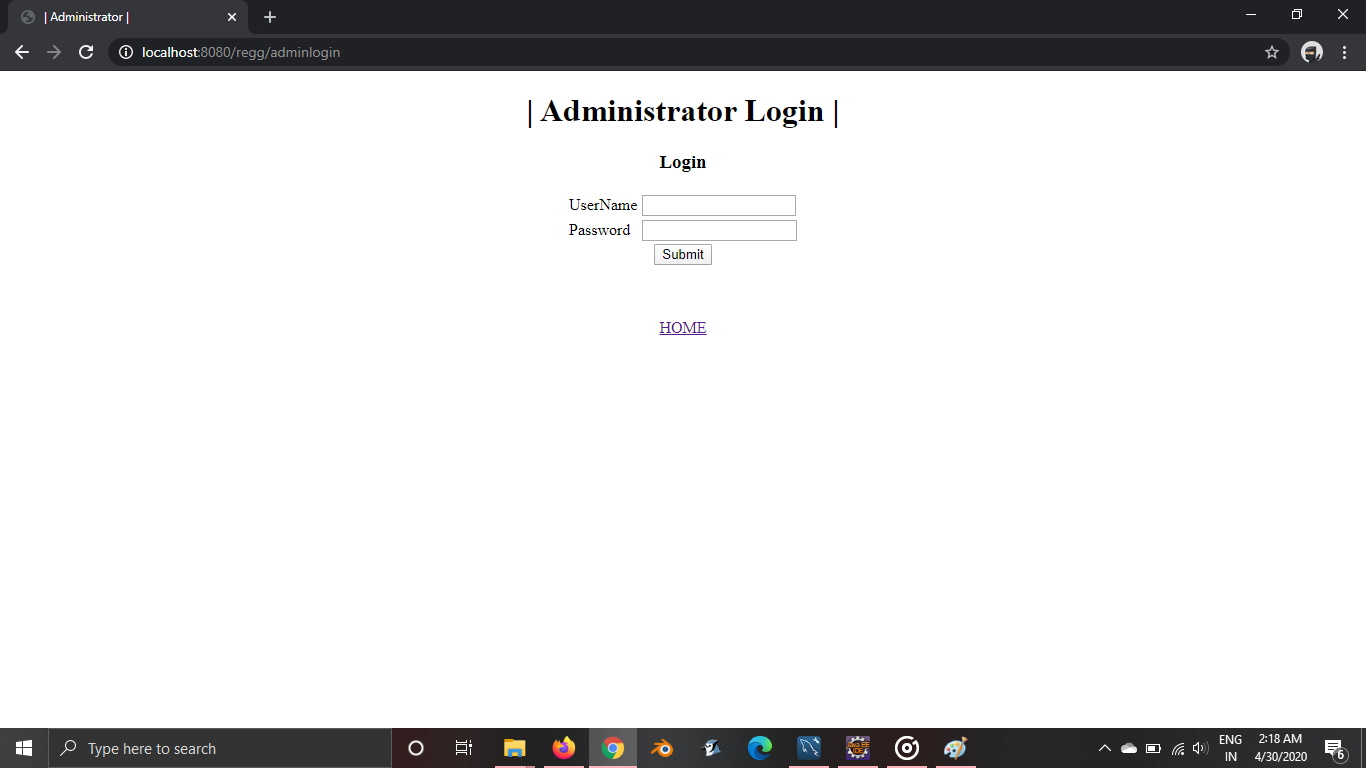 | Administrator |
localhost:8080/regg/adminlogin
| Administrator Login |
Login
UserName
Password
Submit
HOME
Type here to search
ENG
IN
2:18 AM
4/30/2020
6